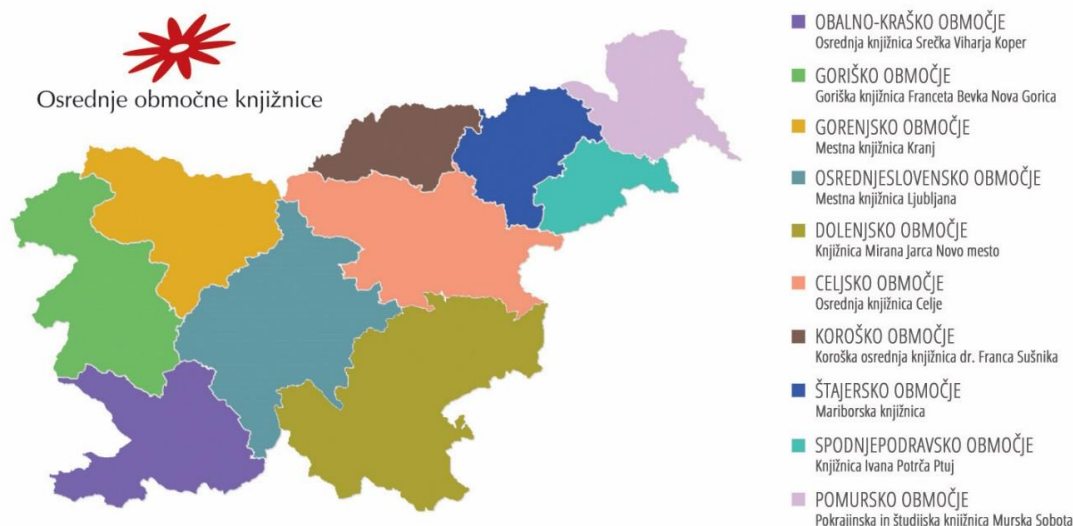 Osrednje območne knjižnice
OBALNO-KRAŠKO OBMOČJE
Osrednja knjižnica Srečka Viharja Koper
GORIŠKO OBMOČJE
Goriška knjižnica Franceta Bevka Nova Gorica
GORENJSKO OBMOČJE
Mestna knjižnica Kranj
OSREDNJESLOVENSKO OBMOČJE
Mestna knjižnica Ljubljana
DOLENJSKO OBMOČJE
Knjižnica Mirana Jarca Novo mesto
CELJSKO OBMOČJE
Osrednja knjižnica Celje
KOROŠKO OBMOČJE
Koroška osrednja knjižnica dr. Franca Sušnika
ŠTAJERSKO OBMOČJE
Mariborska knjižnica
SPODNJEPODRAVSKO OBMOČJE
Knjižnica Ivana Potrča Ptuj
POMURSKO OBMOČJE
Pokrajinska in študijska knjižnica Murska Sobota